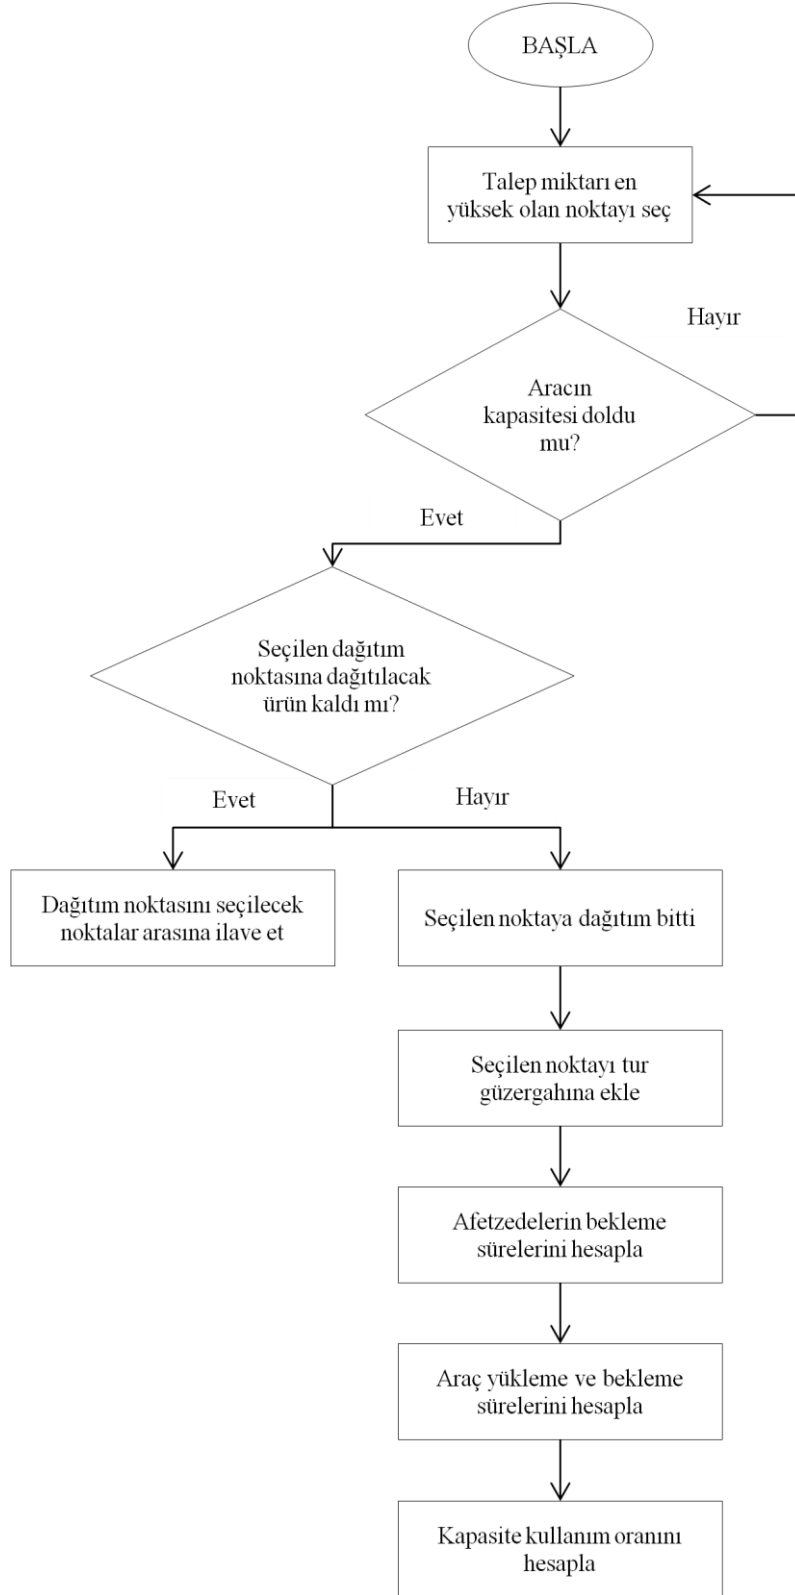 BAŞLA
Talep miktarı en
yüksek olan noktayı seç
Hayır
Aracın
kapasitesi doldu
mu?
Evet
Seçilen dağıtım
noktasına dağıtılacak
ürün kaldı mı?
Evet
Hayır
Dağıtım noktasını seçilecek
noktalar arasına ilave et
Seçilen noktaya dağıtım bitti
Seçilen noktayı tur
güzergahına ekle
Afetzedelerin bekleme
sürelerini hesapla
Araç yükleme ve bekleme
sürelerini hesapla
Kapasite kullanım oranını
hesapla